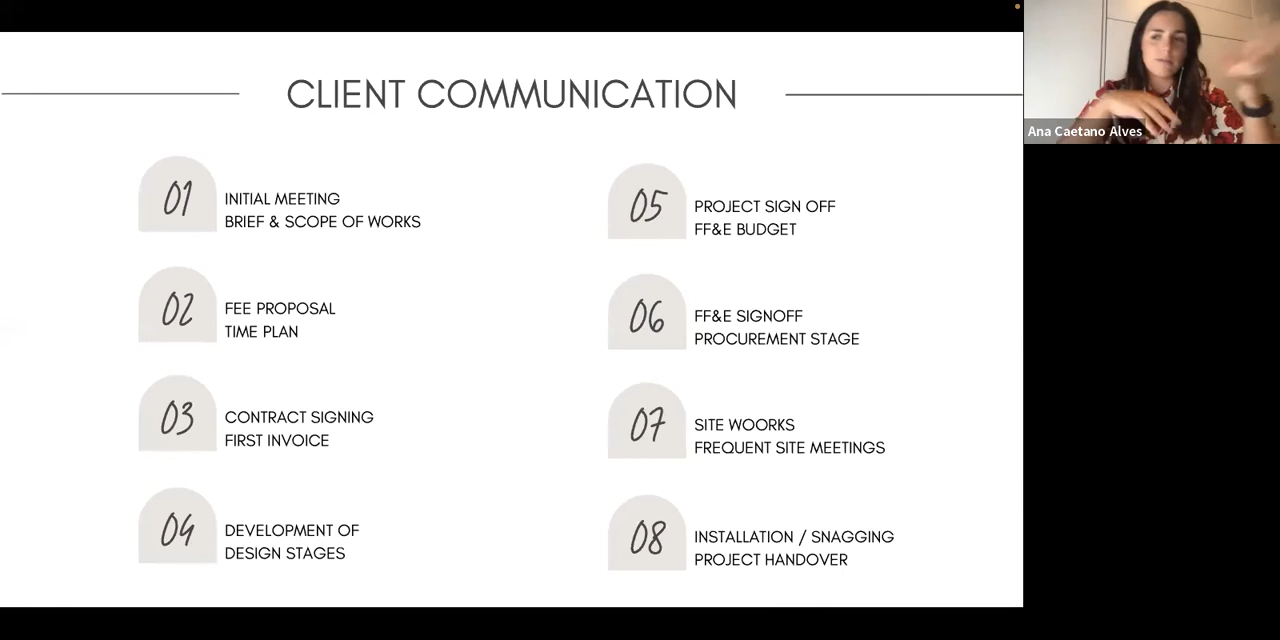 CLIENT COMMUNICATION
01
INITIAL MEETING
BRIEF & SCOPE OF WORKS
02
FEE PROPOSAL
TIME PLAN
03
CONTRACT SIGNING
FIRST INVOICE
04
DEVELOPMENT OF
DESIGN STAGES
05
PROJECT SIGN OFF
FF&E BUDGET
06
FF&E SIGNOFF
PROCUREMENT STAGE
07
SITE WOORKS
FREQUENT SITE MEETINGS
08
INSTALLATION / SNAGGING
PROJECT HANDOVER
Ana Caetano Alves